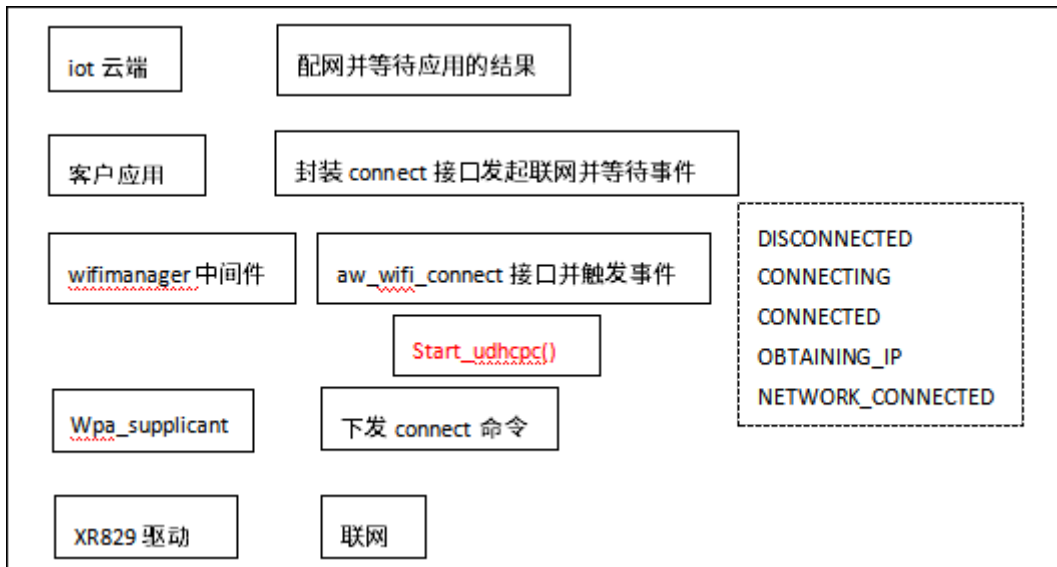 iot 云端
配网并等待应用的结果
客户应用
封装 connect 接口发起联网并等待事件
wifimanager 中间件
aw_wifi_connect 接口并触发事件
Start_udhcpc()
DISCONNECTED
CONNECTING
CONNECTED
OBTAINING_IP
NETWORK_CONNECTED
Wpa_supplicant
下发 connect 命令
XR829 驱动
联网